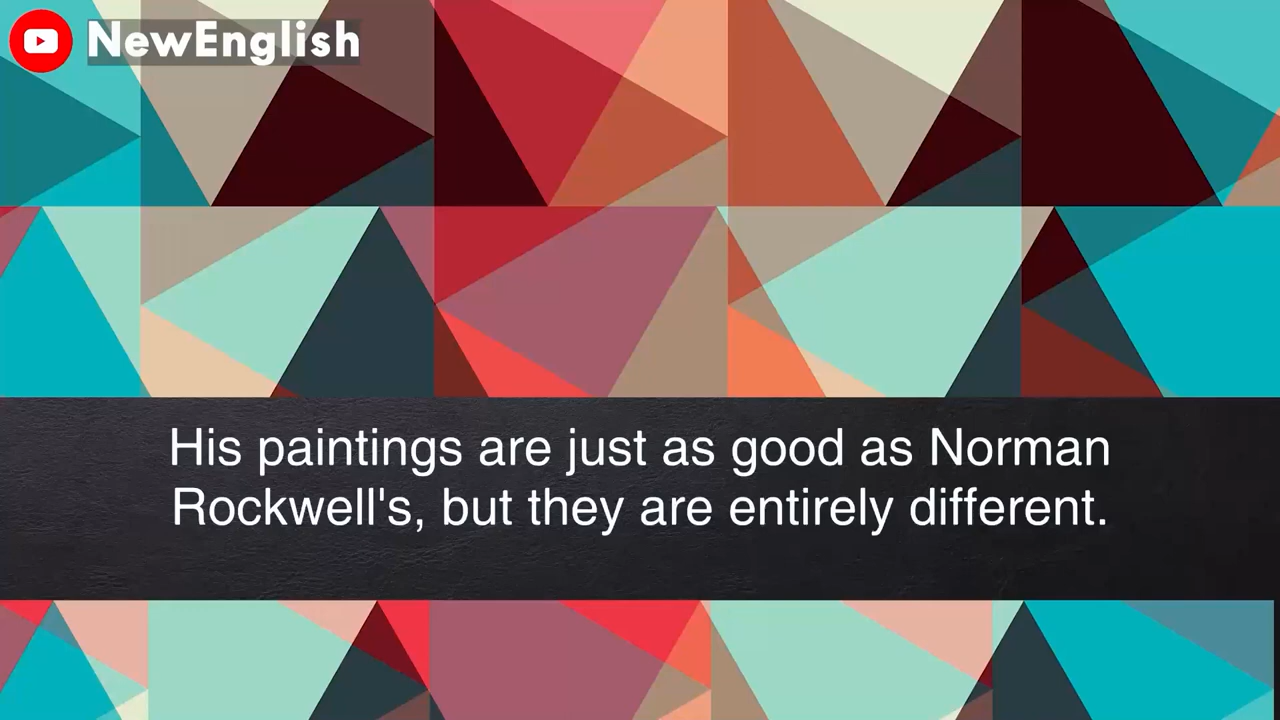 NewEnglish
His paintings are just as good as Norman
Rockwell's, but they are entirely different.